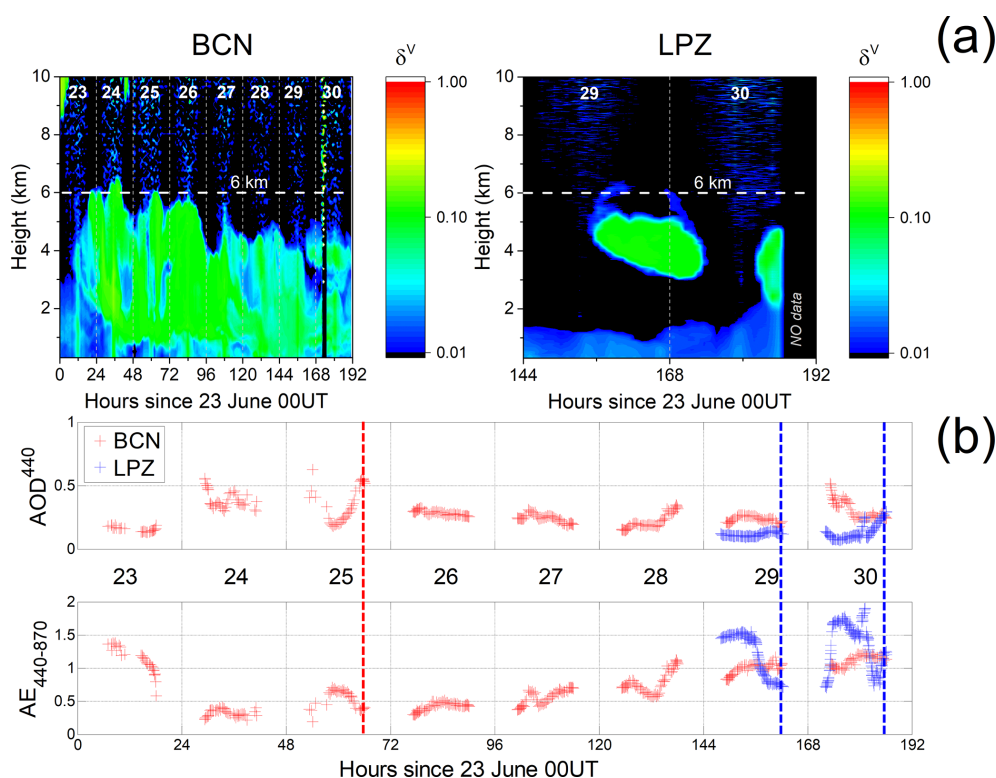 BCN
δV
LPZ
δV
(a)
10
8
6
4
2
Height (km)
23 24 25 26 27 28 29 30
6 km
0 24 48 72 96 120 144 168 192
Hours since 23 June 00UT
1.00
0.10
0.01
10
8
6
4
2
Height (km)
29 30
6 km
NO data
144 168 192
Hours since 23 June 00UT
1.00
0.10
0.01
(b)
1
0.5
0
AOD440
BCN
LPZ
23 24 25 26 27 28 29 30
2
1.5
1
0.5
0
AE440-870
0 24 48 72 96 120 144 168 192
Hours since 23 June 00UT